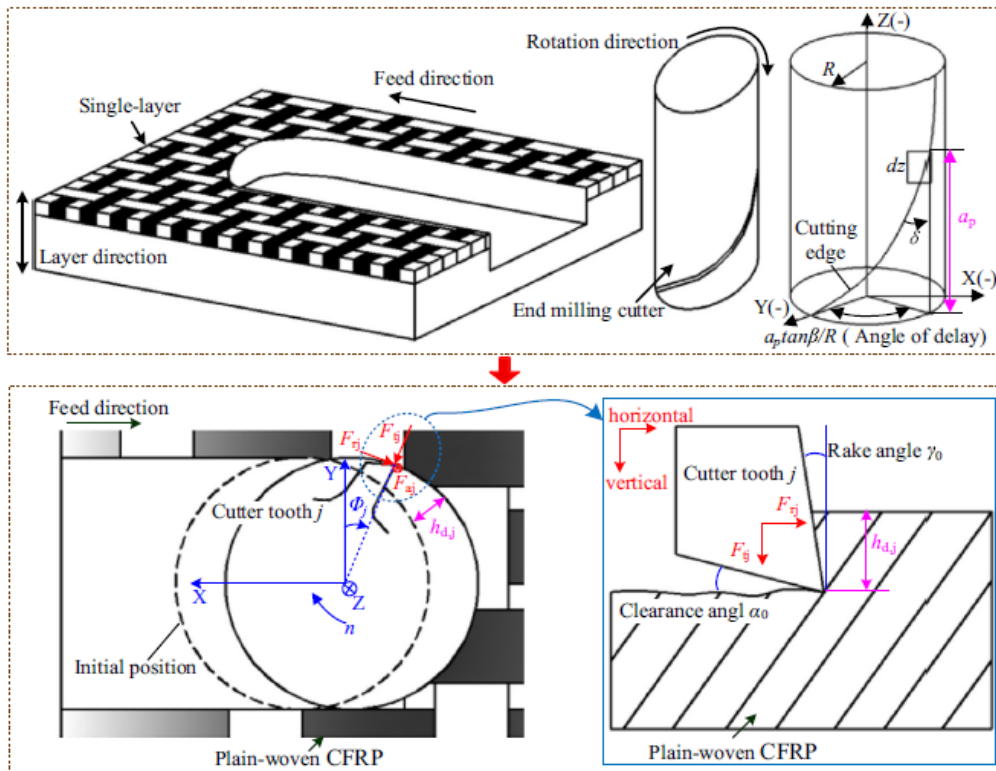 Z(-)
Rotation direction
R
Feed direction
Single-layer
dz
a_p
Cutting
edge
δ
Layer direction
X(-)
End milling cutter
Y(-)
a_p tanβ/R ( Angle of delay)
Feed direction
F_rj
F_tj
Y
F_aj
Cutter tooth j
Φ_j
h_d,j
X
Z
n
Initial position
Plain-woven CFRP
horizontal
Rake angle γ_0
vertical
Cutter tooth j
F_rj
F_tj
h_d,j
Clearance angl α_0
Plain-woven CFRP